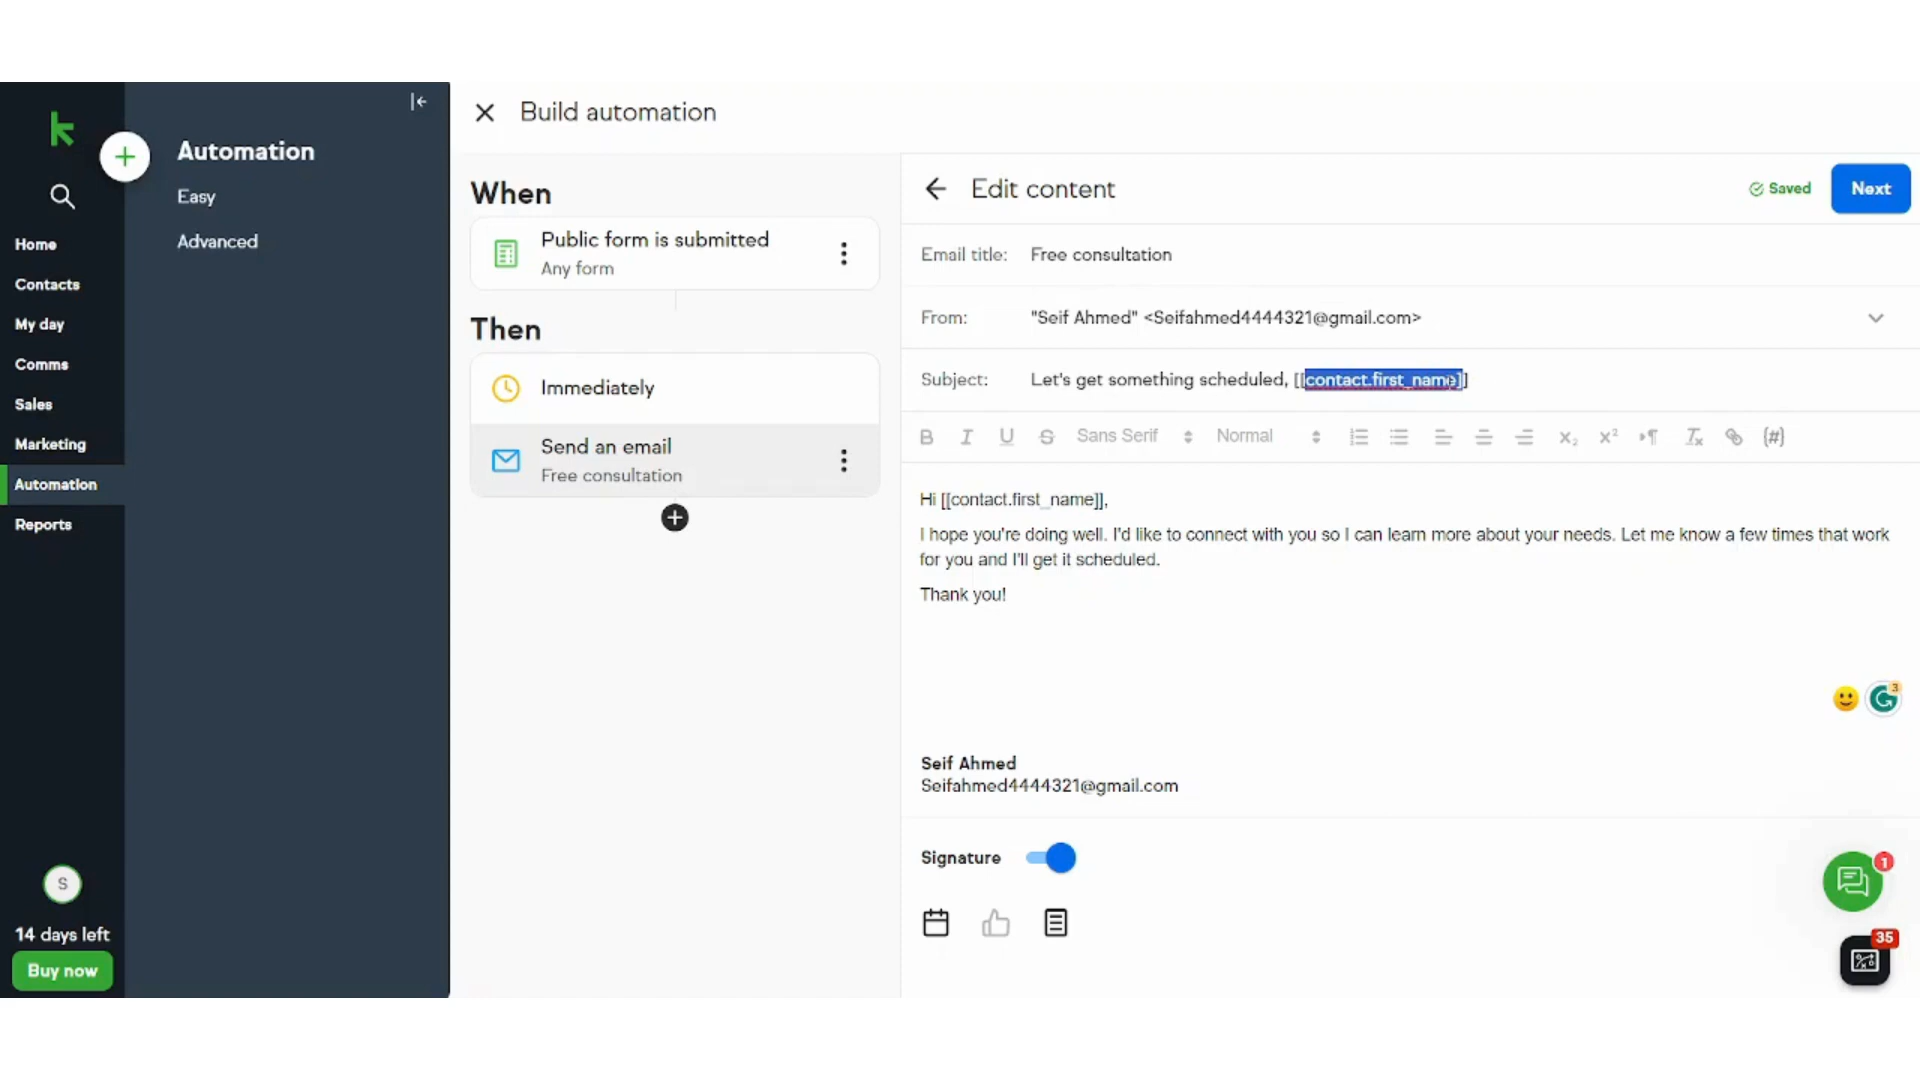 Automation
Easy
Advanced
Home
Contacts
My day
Comms
Sales
Marketing
Automation
Reports
S
14 days left
Buy now
Build automation
When
Public form is submitted
Any form
Then
Immediately
Send an email
Free consultation
Edit content
Saved
Next
Email title: Free consultation
From: "Seif Ahmed" <Seifahmed4444321@gmail.com>
Subject: Let's get something scheduled, [[contact.first_name]]
B I U S Sans Serif Normal
Hi [[contact.first_name]],
I hope you're doing well. I'd like to connect with you so I can learn more about your needs. Let me know a few times that work
for you and I'll get it scheduled.
Thank you!
3
Seif Ahmed
Seifahmed4444321@gmail.com
Signature
1
35